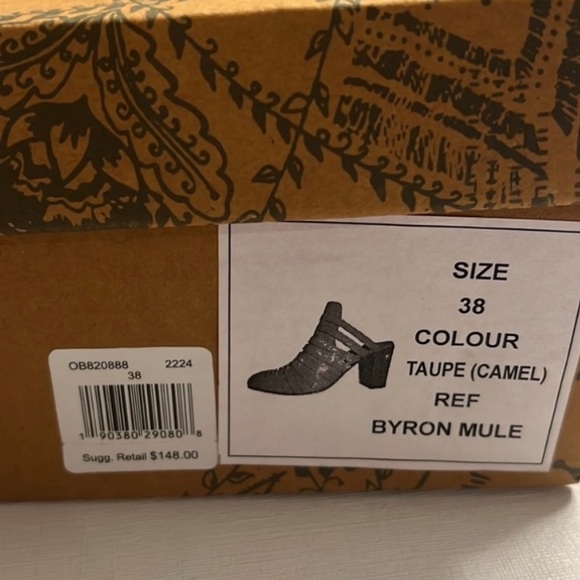 SIZE
38
COLOUR
TAUPE (CAMEL)
REF
BYRON MULE
OB820888 2224
38
1 90380 29080 8
Sugg. Retail $148.00